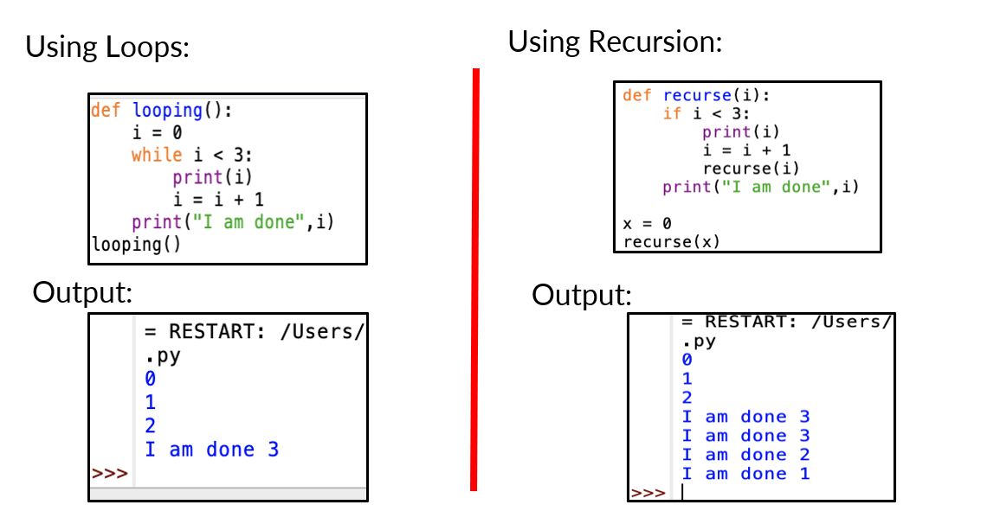 Using Loops:
def looping():
    i = 0
    while i < 3:
        print(i)
        i = i + 1
    print("I am done",i)
looping()
Output:
= RESTART: /Users/
.py
0
1
2
I am done 3
>>>
Using Recursion:
def recurse(i):
    if i < 3:
        print(i)
        i = i + 1
        recurse(i)
    print("I am done",i)

x = 0
recurse(x)
Output:
= RESTART: /Users/
.py
0
1
2
I am done 3
I am done 3
I am done 2
I am done 1
>>>